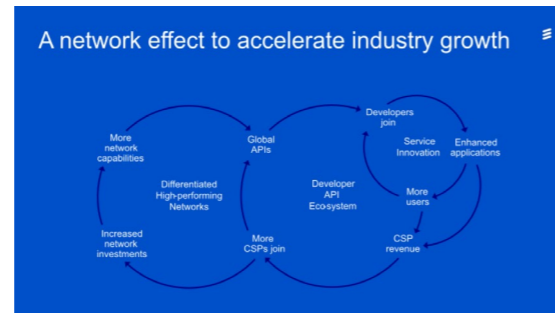 A network effect to accelerate industry growth
Developers
join
More
network
capabilities
Global
APIs
Service
Innovation
Enhanced
applications
Differentiated
High-performing
Networks
Developer
API
Eco-system
More
users
Increased
network
investments
More
CSPs join
CSP
revenue